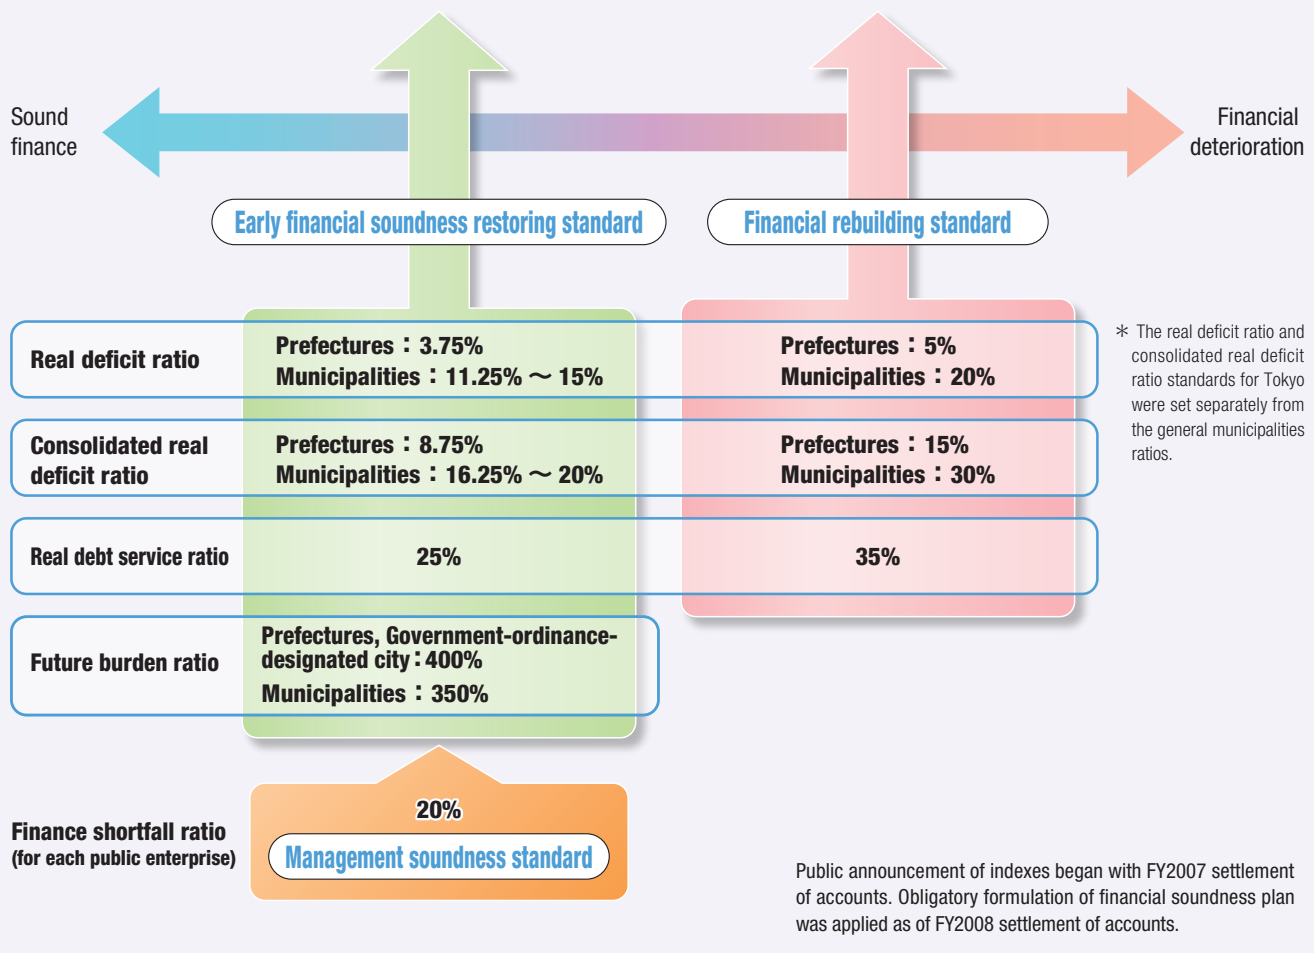 Sound
finance
Financial
deterioration
Early financial soundness restoring standard
Financial rebuilding standard
Real deficit ratio
Prefectures：3.75%
Municipalities：11.25% ～ 15%
Prefectures：5%
Municipalities：20%
＊ The real deficit ratio and
consolidated real deficit
ratio standards for Tokyo
were set separately from
the general municipalities
ratios.
Consolidated real
deficit ratio
Prefectures：8.75%
Municipalities：16.25% ～ 20%
Prefectures：15%
Municipalities：30%
Real debt service ratio
25%
35%
Future burden ratio
Prefectures, Government-ordinance-
designated city：400%
Municipalities：350%
Finance shortfall ratio
(for each public enterprise)
20%
Management soundness standard
Public announcement of indexes began with FY2007 settlement
of accounts. Obligatory formulation of financial soundness plan
was applied as of FY2008 settlement of accounts.